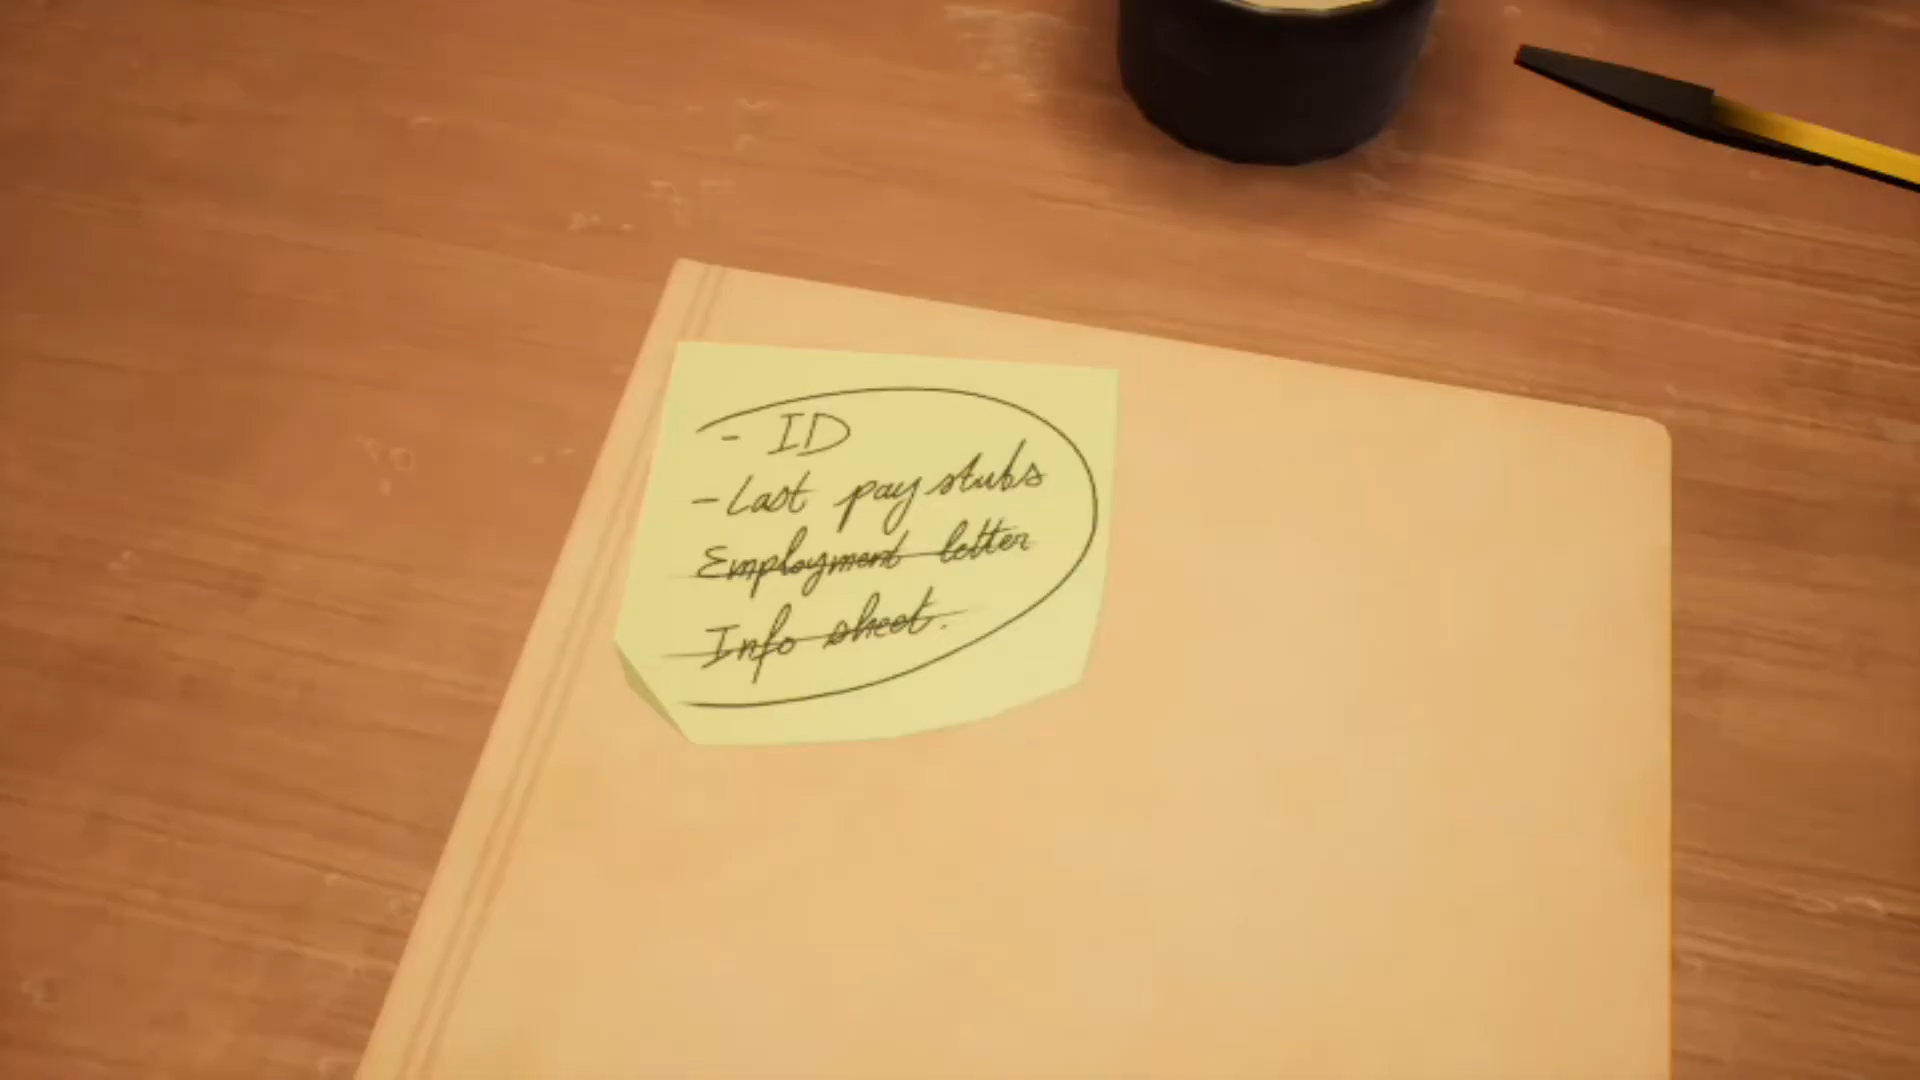 - ID
- Last pay stubs
Employment letter
Info sheet.